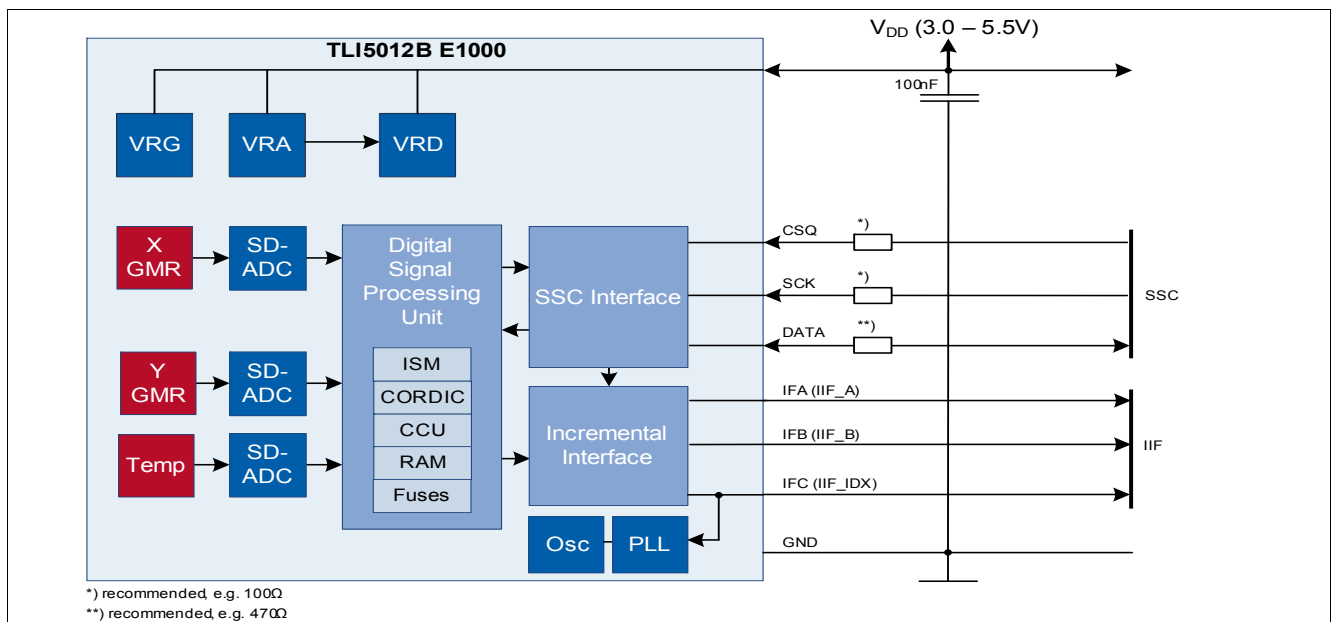 V_DD (3.0 – 5.5V)
TLI5012B E1000
100nF
VRG
VRA
VRD
CSQ
*)
X
GMR
SD-
ADC
Digital
Signal
Processing
Unit
SSC Interface
SCK
*)
SSC
DATA
**)
ISM
Y
GMR
SD-
ADC
CORDIC
IFA (IIF_A)
CCU
Incremental
Interface
IFB (IIF_B)
IIF
Temp
SD-
ADC
RAM
Fuses
IFC (IIF_IDX)
Osc
PLL
GND
*) recommended, e.g. 100Ω
**) recommended, e.g. 470Ω